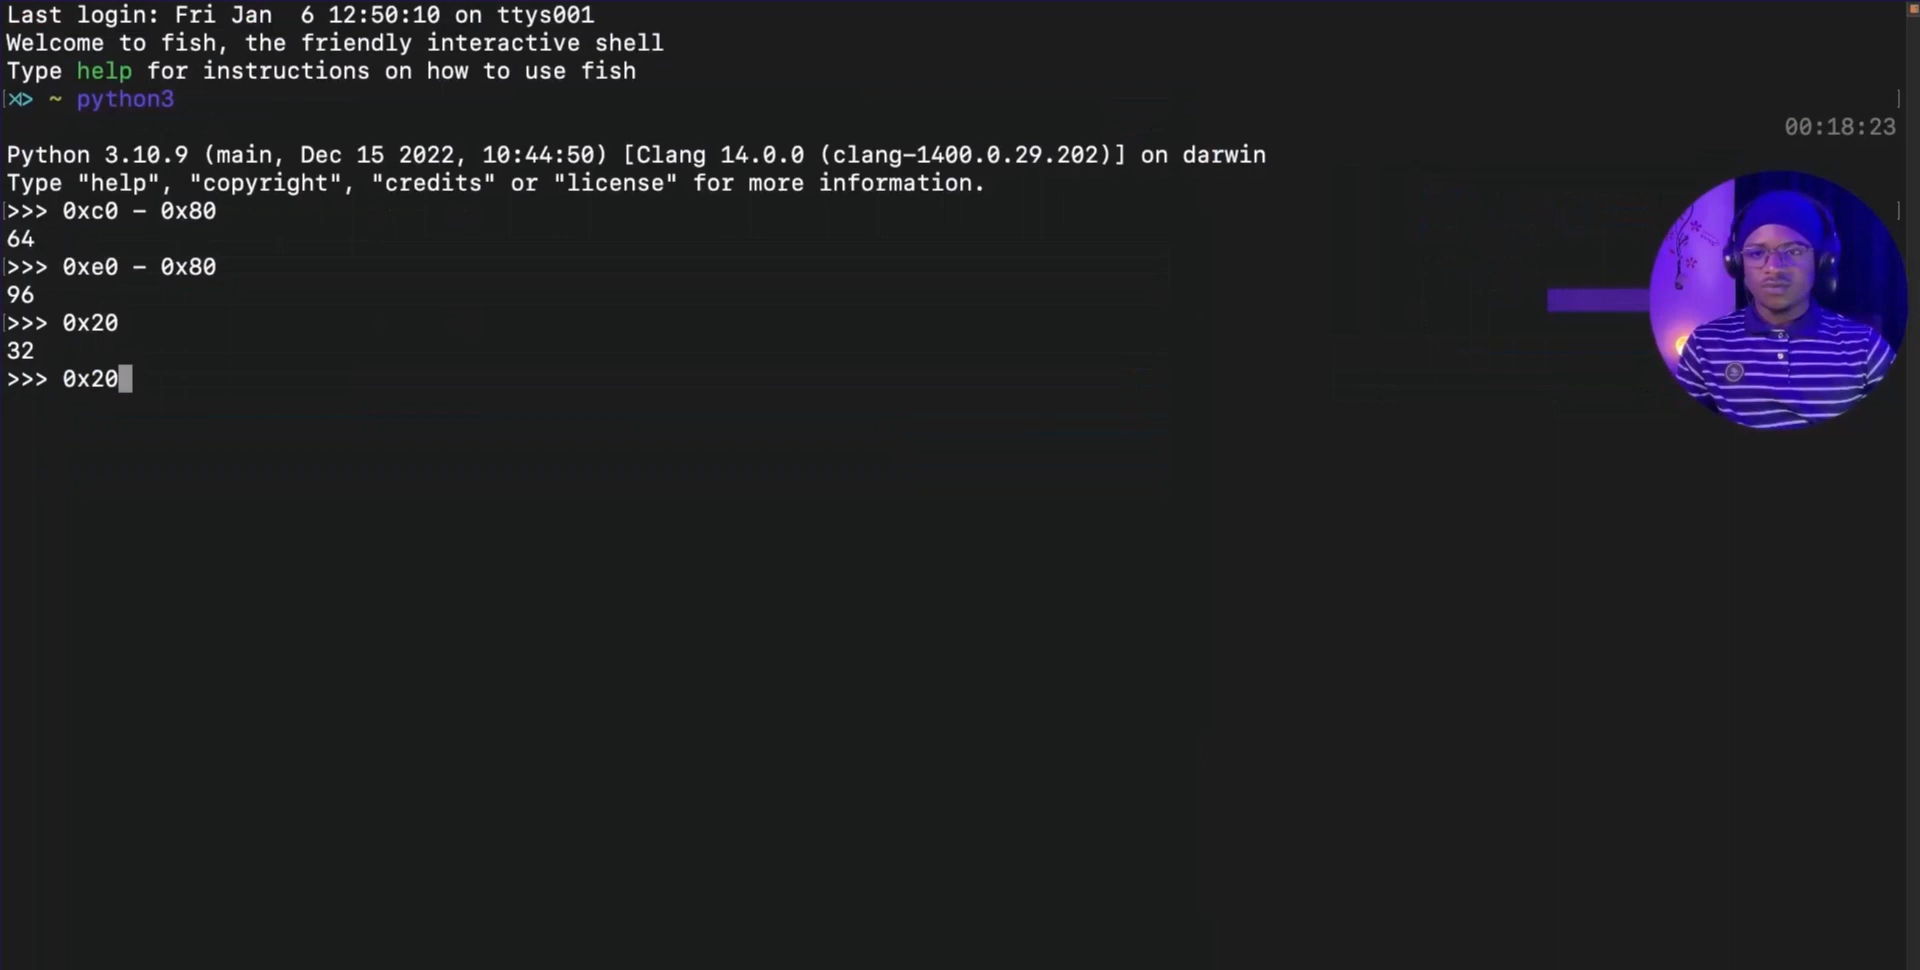 Last login: Fri Jan  6 12:50:10 on ttys001
Welcome to fish, the friendly interactive shell
Type help for instructions on how to use fish
⋊> ~ python3
00:18:23
Python 3.10.9 (main, Dec 15 2022, 10:44:50) [Clang 14.0.0 (clang-1400.0.29.202)] on darwin
Type "help", "copyright", "credits" or "license" for more information.
>>> 0xc0 - 0x80
64
>>> 0xe0 - 0x80
96
>>> 0x20
32
>>> 0x20